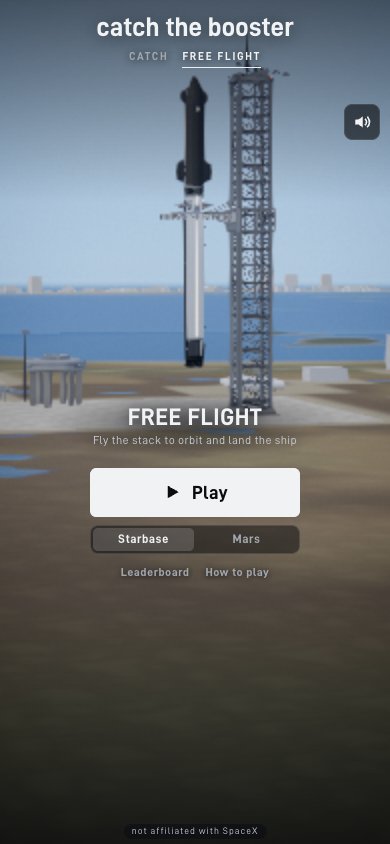 catch the booster
CATCH FREE FLIGHT
FREE FLIGHT
Fly the stack to orbit and land the ship
Play
Starbase Mars
Leaderboard How to play
not affiliated with SpaceX